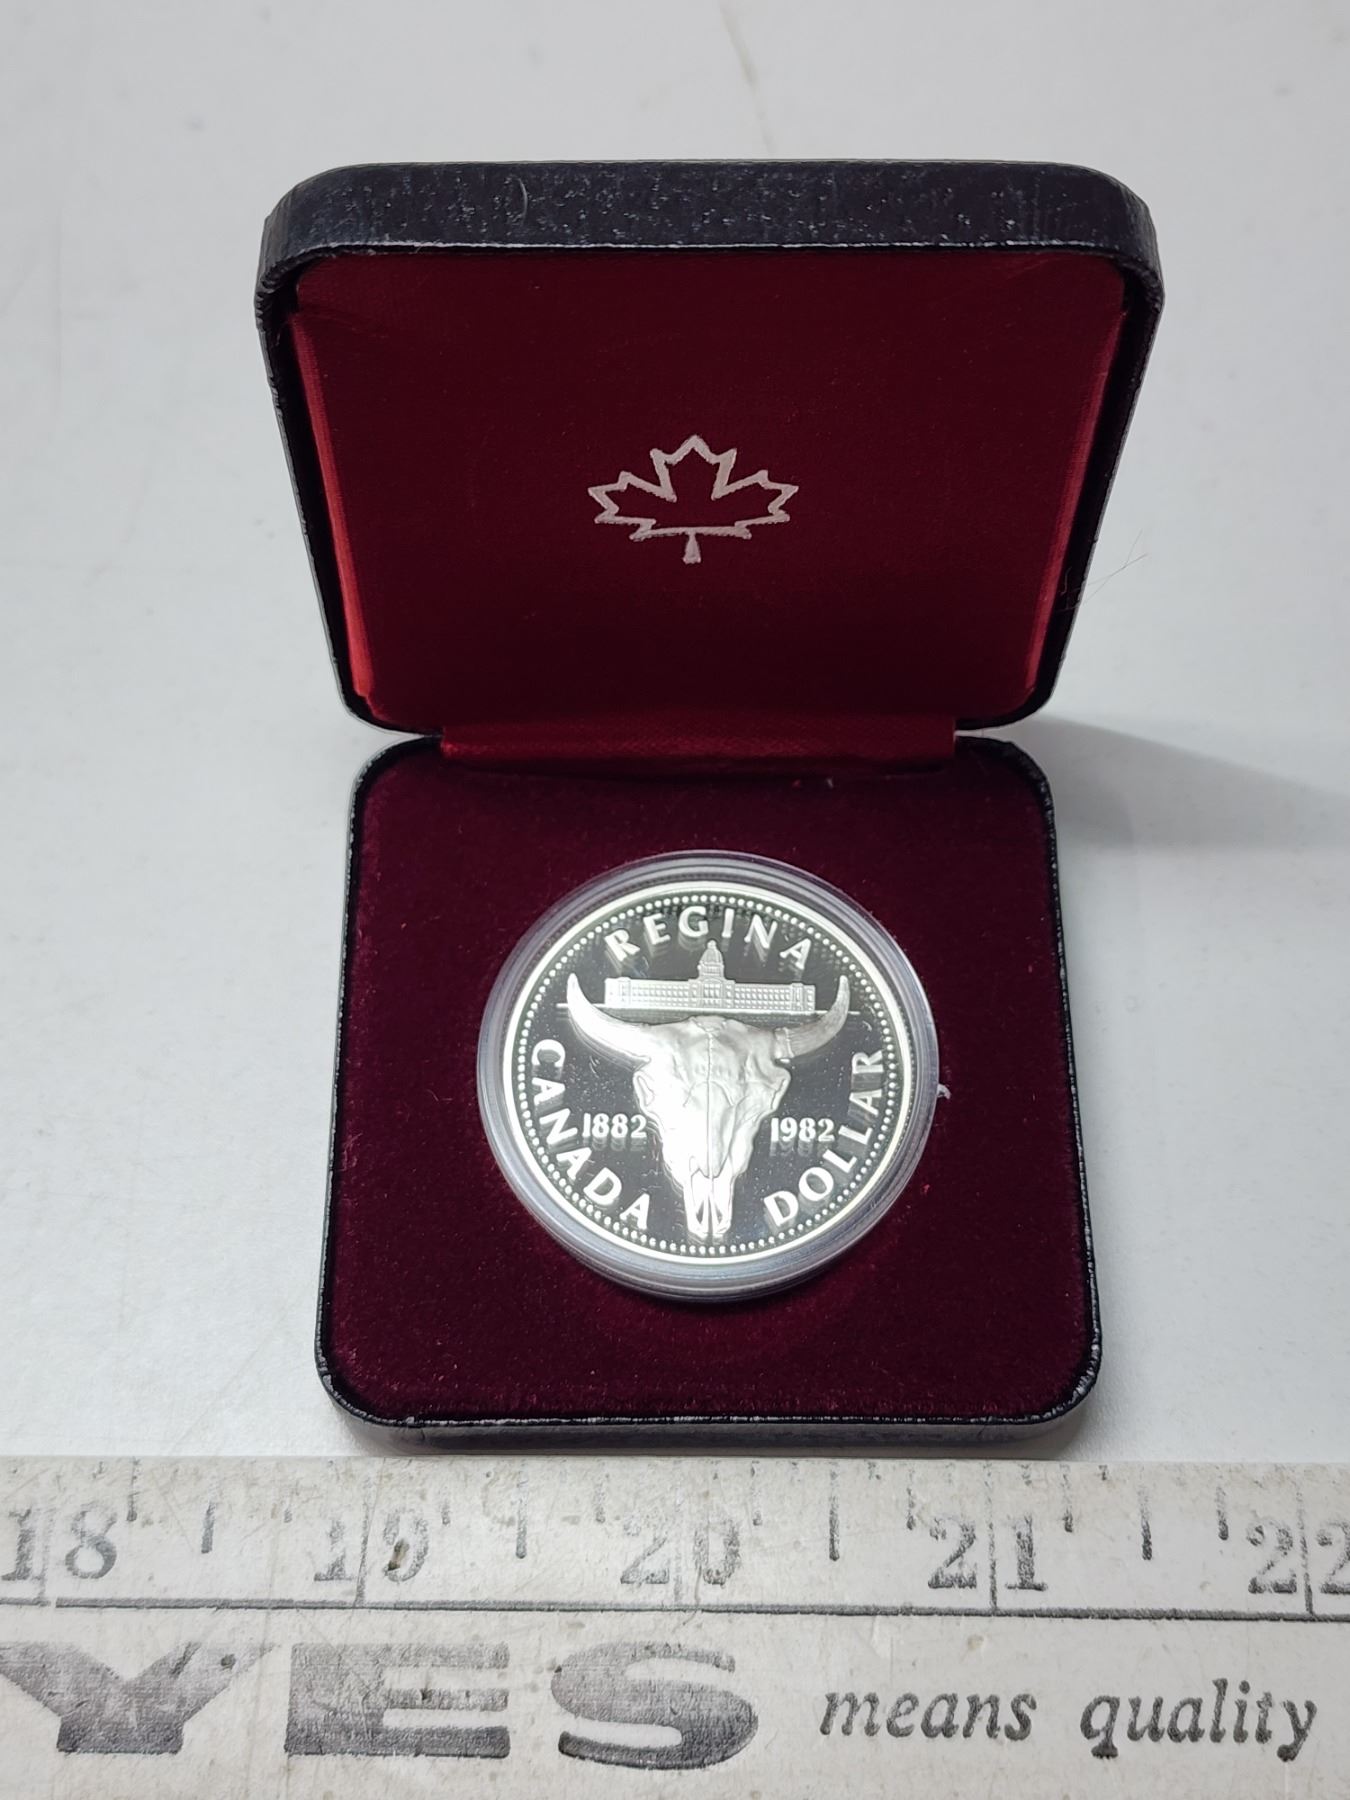 REGINA
CANADA
1882
1982
DOLLAR
18 19 20 21 22
YES means quality